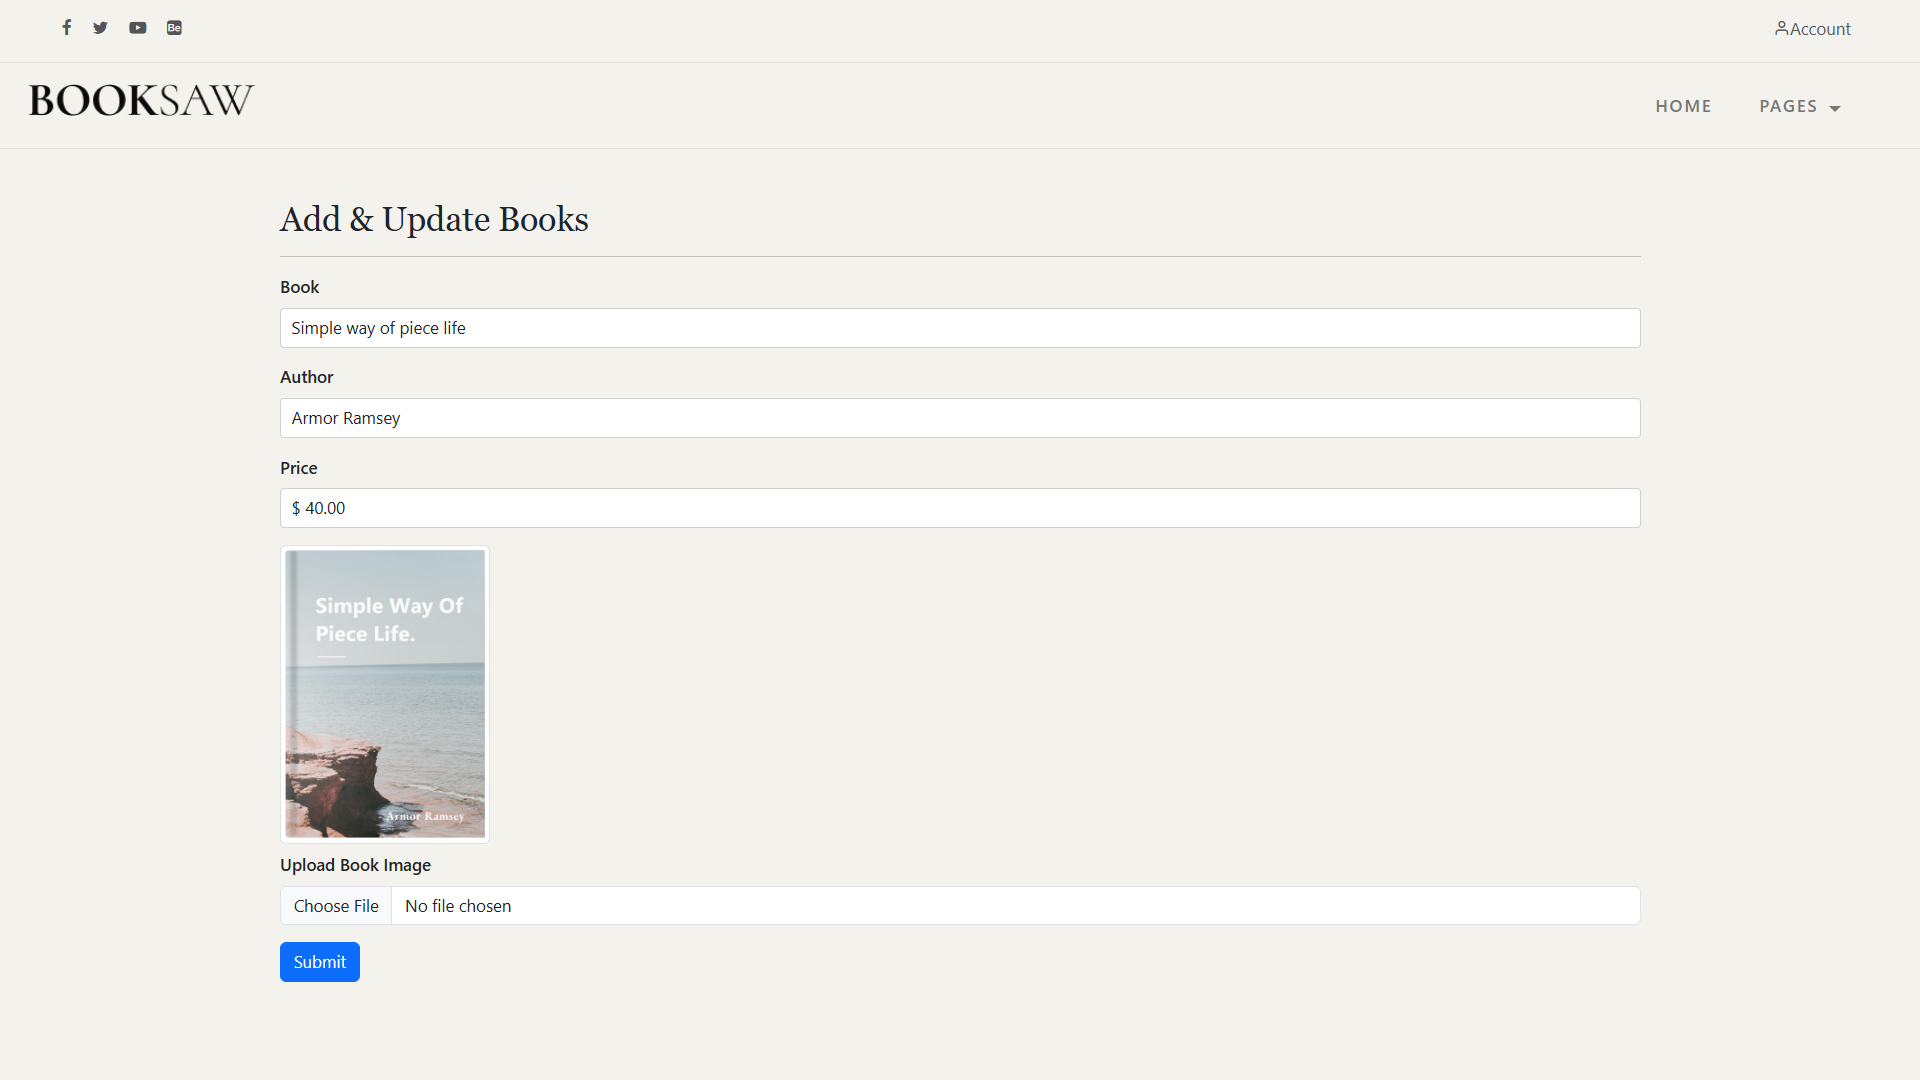 Be
Account
BOOKSAW
HOME
PAGES
Add & Update Books
Book
Simple way of piece life
Author
Armor Ramsey
Price
$ 40.00
Simple Way Of
Piece Life.
- Armor Ramsey
Upload Book Image
Choose File
No file chosen
Submit